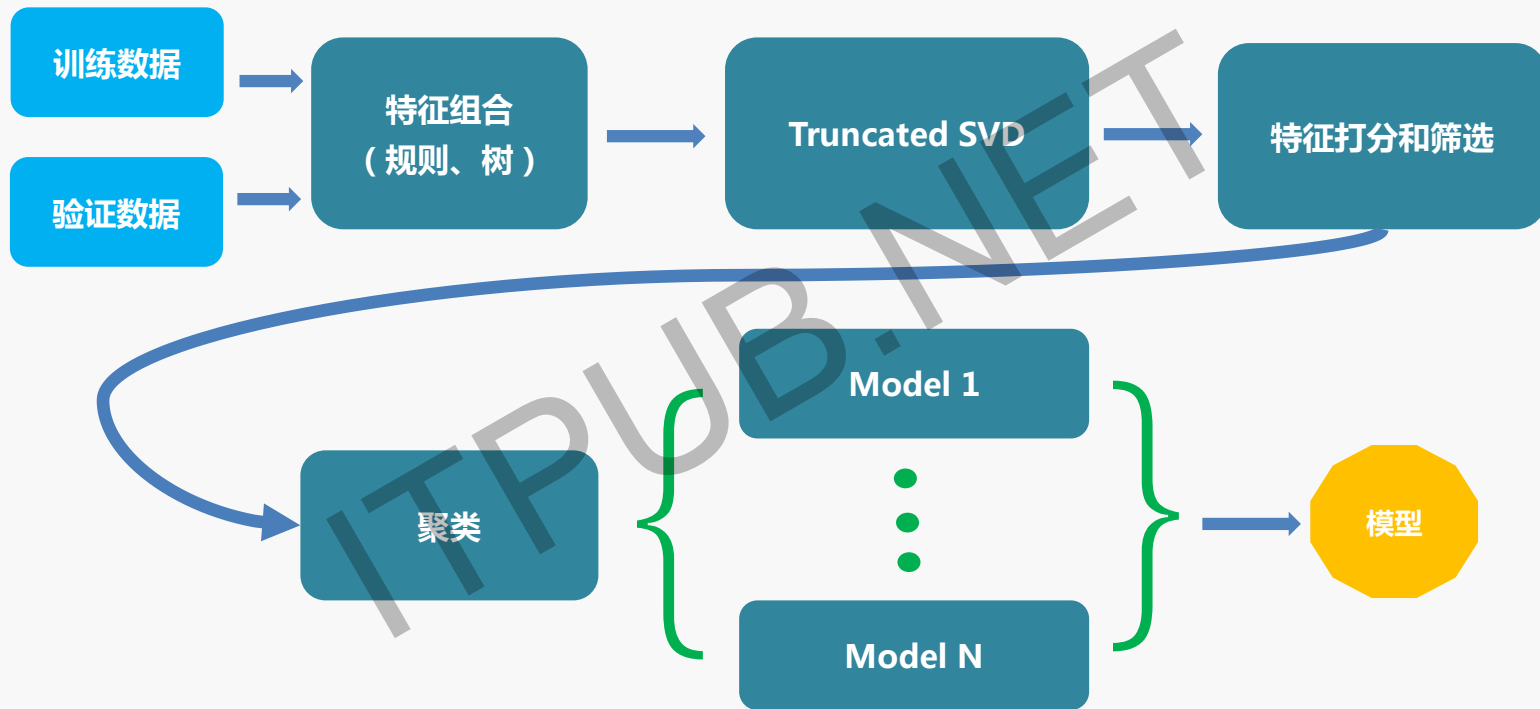 训练数据
验证数据
特征组合
（规则、树）
Truncated SVD
特征打分和筛选
聚类
Model 1
Model N
模型
ITPUB.NET